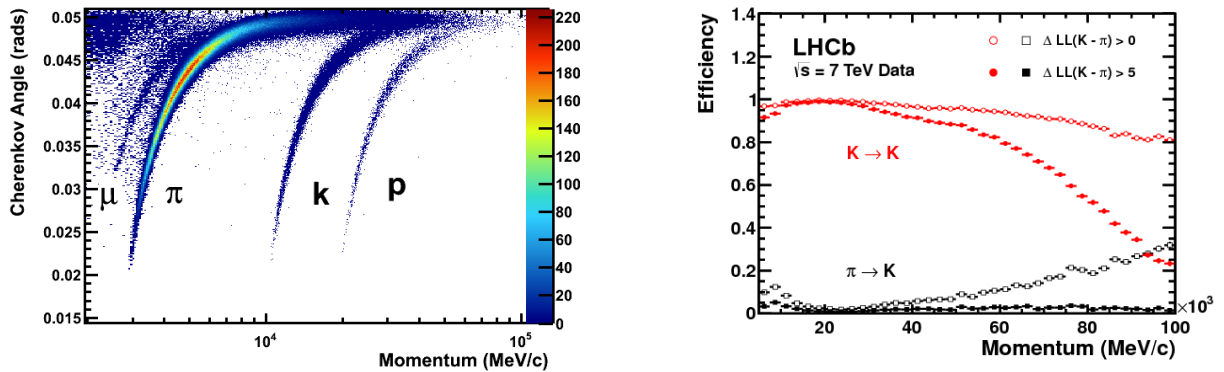 Cherenkov Angle (rads)
0.05
0.045
0.04
0.035
0.03
0.025
0.02
0.015
μ
π
k
p
10⁴
10⁵
Momentum (MeV/c)
220
200
180
160
140
120
100
80
60
40
20
0
Efficiency
1.4
1.2
1
0.8
0.6
0.4
0.2
0
LHCb
√s = 7 TeV Data
Δ LL(K - π) > 0
Δ LL(K - π) > 5
K → K
π → K
20
40
60
80
100
×10³
Momentum (MeV/c)